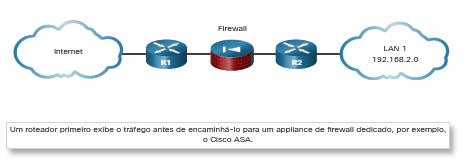 Firewall
Internet
R1
R2
LAN 1
192.168.2.0
Um roteador primeiro exibe o tráfego antes de encaminhá-lo para um appliance de firewall dedicado, por exemplo,
o Cisco ASA.